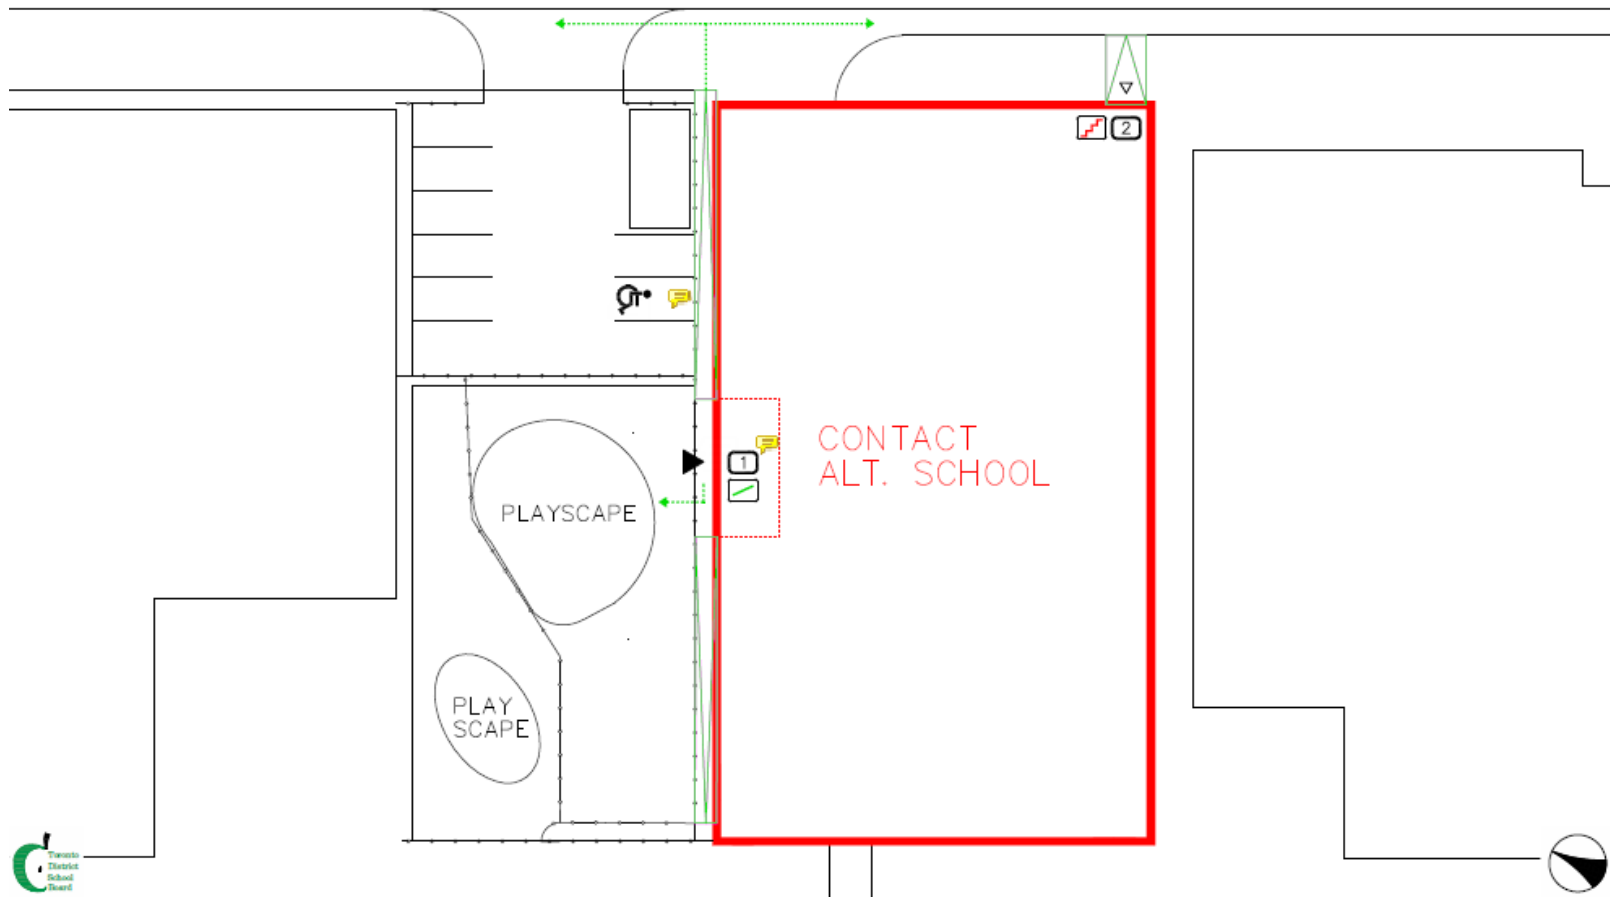 2
CONTACT
ALT. SCHOOL
1
PLAYSCAPE
PLAY
SCAPE
Toronto
District
School
Board